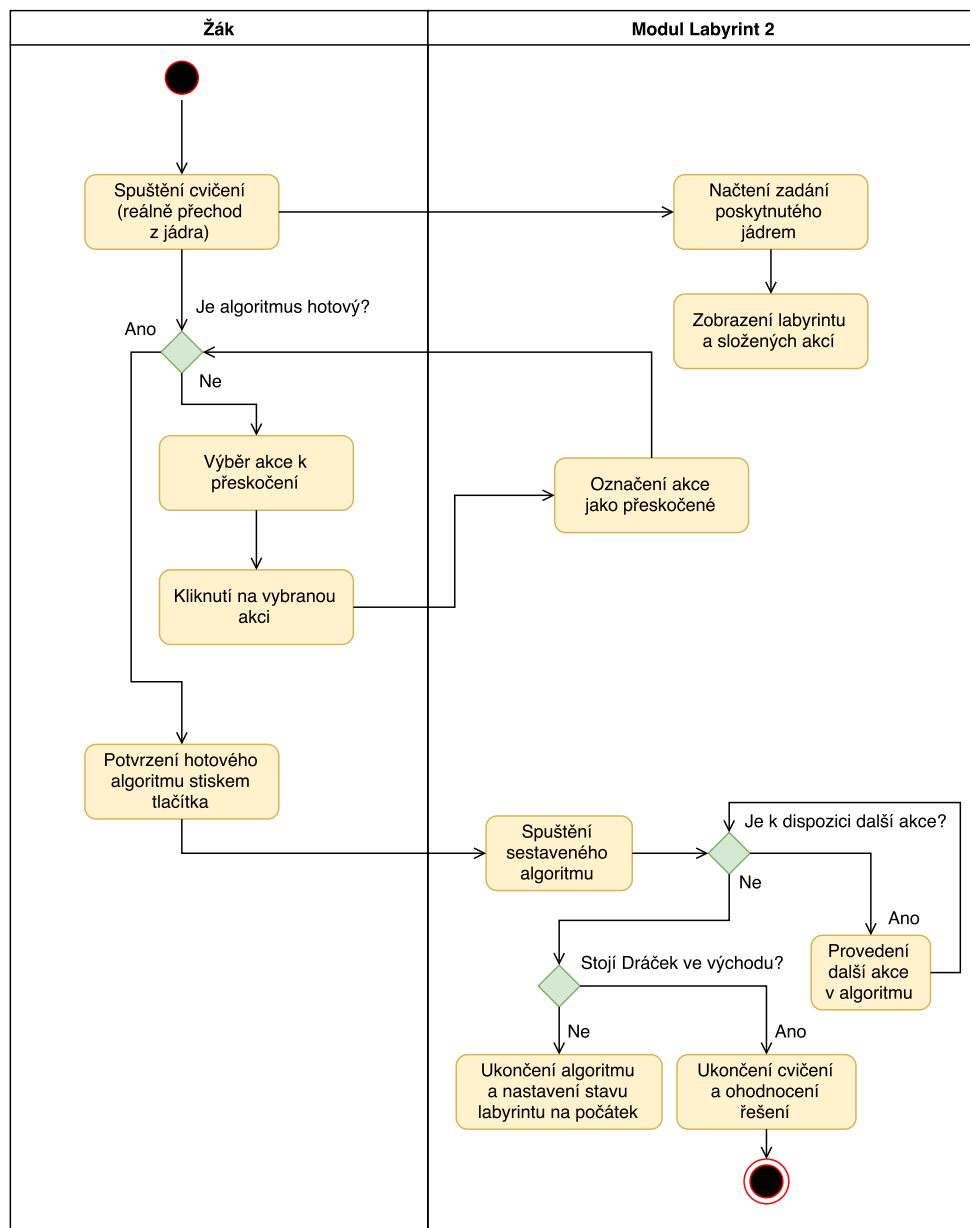 Žák
Modul Labyrint 2
Spuštění cvičení
(reálně přechod
z jádra)
Načtení zadání
poskytnutého
jádrem
Je algoritmus hotový?
Zobrazení labyrintu
a složených akcí
Ano
Ne
Výběr akce k
přeskočení
Označení akce
jako přeskočené
Kliknutí na vybranou
akci
Potvrzení hotového
algoritmu stiskem
tlačítka
Spuštění
sestaveného
algoritmu
Je k dispozici další akce?
Ne
Ano
Provedení
další akce
v algoritmu
Stojí Dráček ve východu?
Ne
Ano
Ukončení algoritmu
a nastavení stavu
labyrintu na počátek
Ukončení cvičení
a ohodnocení
řešení